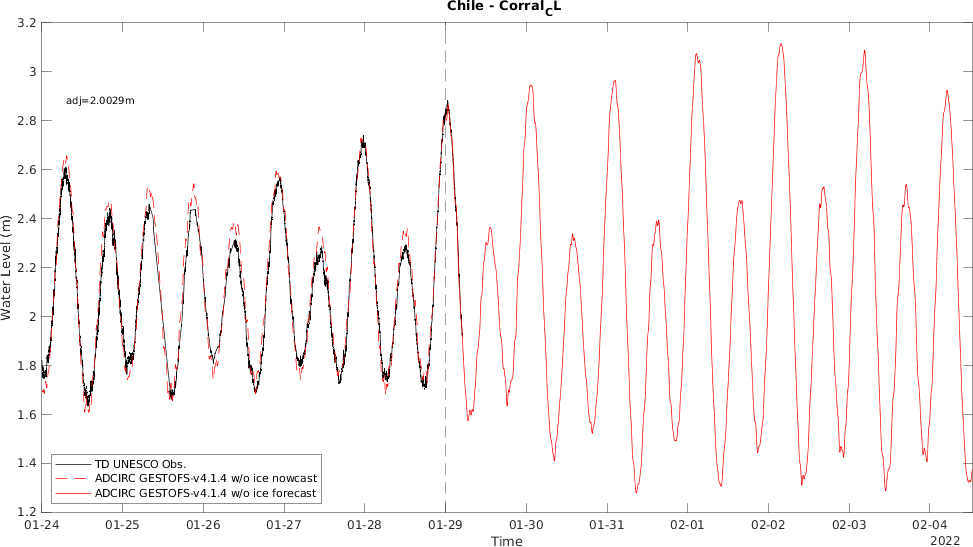 Chile - Corral_CL
3.2
3
2.8
2.6
2.4
2.2
2
1.8
1.6
1.4
1.2
Water Level (m)
adj=2.0029m
TD UNESCO Obs.
ADCIRC GESTOFS-v4.1.4 w/o ice nowcast
ADCIRC GESTOFS-v4.1.4 w/o ice forecast
01-24 01-25 01-26 01-27 01-28 01-29 01-30 01-31 02-01 02-02 02-03 02-04
Time
2022